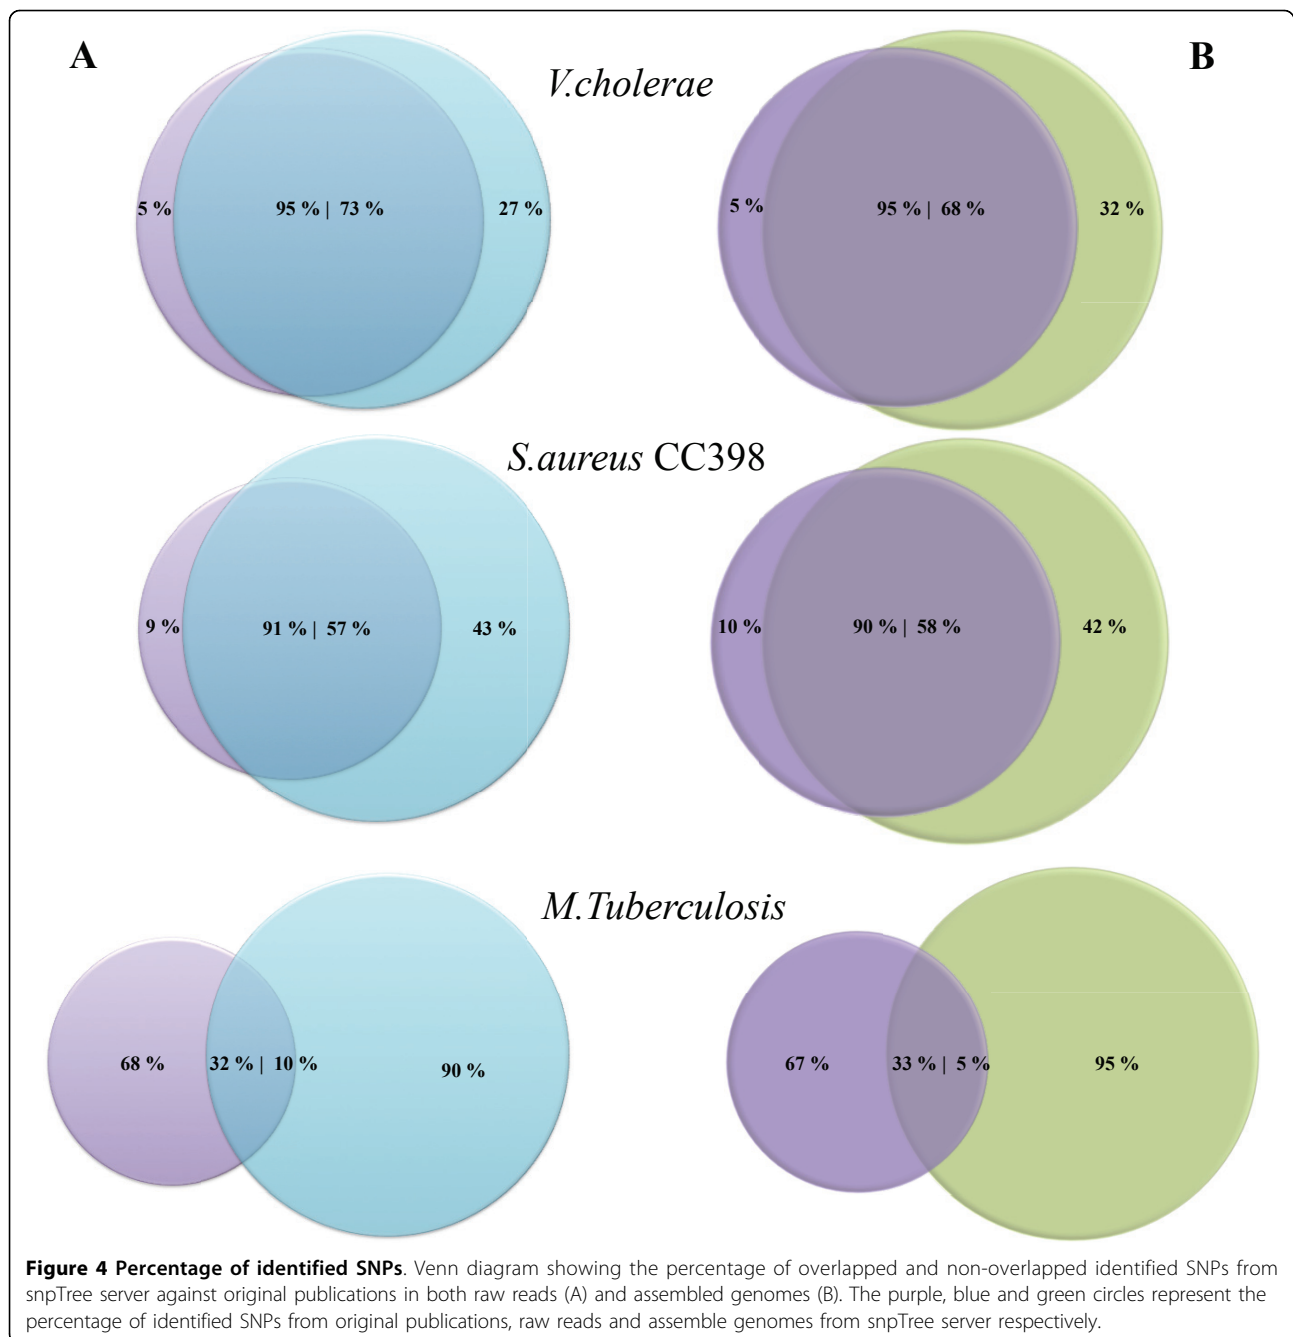 A
B
V.cholerae
5 %
95 % | 73 %
27 %
5 %
95 % | 68 %
32 %
S.aureus CC398
9 %
91 % | 57 %
43 %
10 %
90 % | 58 %
42 %
M.Tuberculosis
68 %
32 % | 10 %
90 %
67 %
33 % | 5 %
95 %
Figure 4 Percentage of identified SNPs. Venn diagram showing the percentage of overlapped and non-overlapped identified SNPs from
snpTree server against original publications in both raw reads (A) and assembled genomes (B). The purple, blue and green circles represent the
percentage of identified SNPs from original publications, raw reads and assemble genomes from snpTree server respectively.